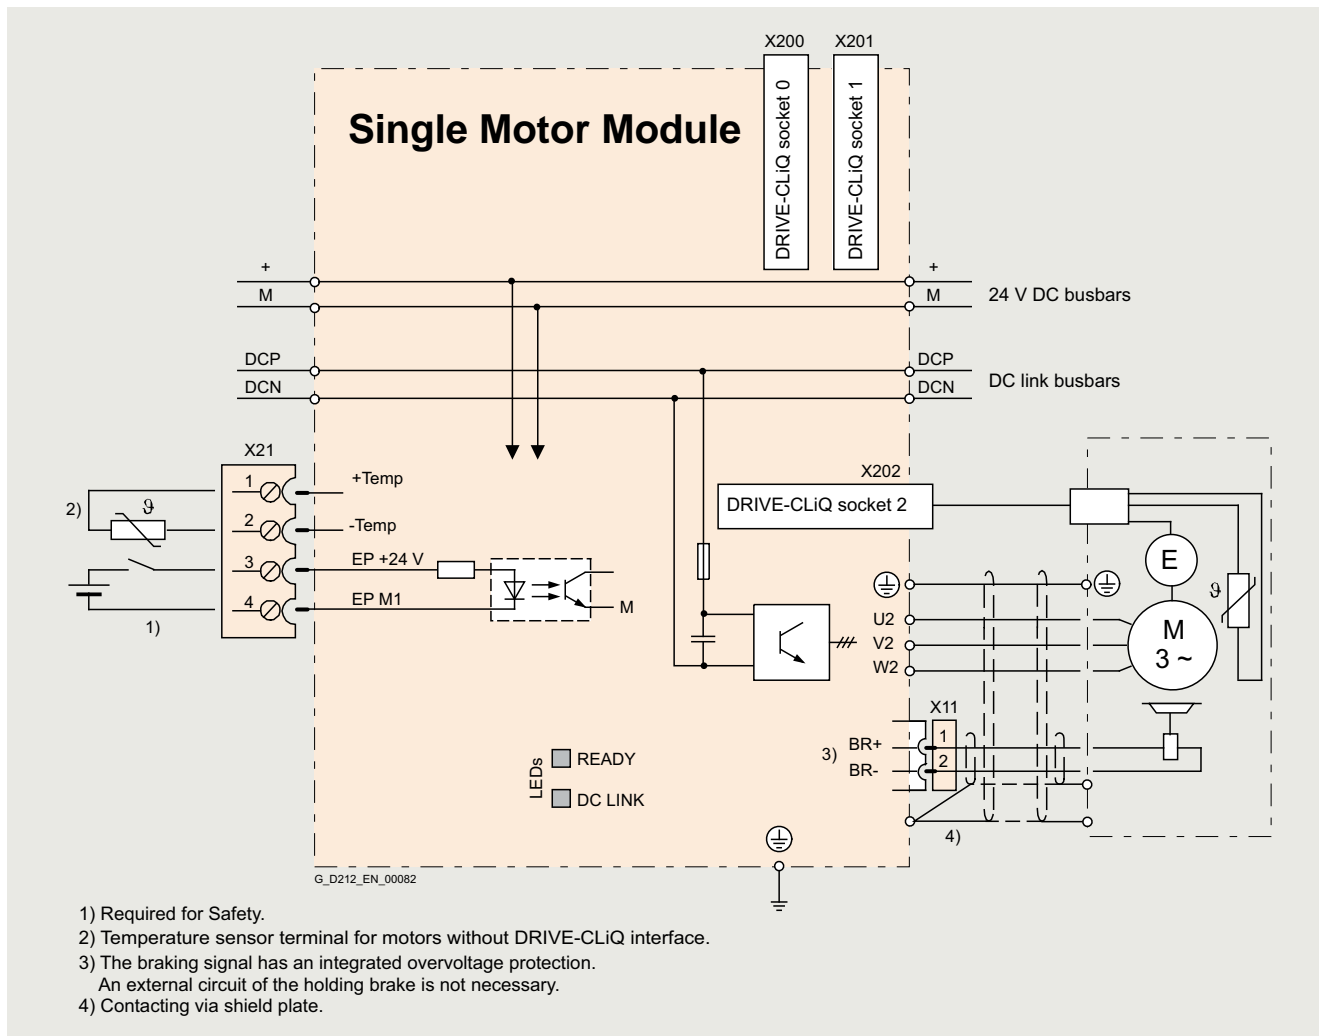 X200
X201
Single Motor Module
DRIVE-CLiQ socket 0
DRIVE-CLiQ socket 1
+
+
M
M
24 V DC busbars
DCP
DCP
DCN
DCN
DC link busbars
X21
X202
1
+Temp
2)
ϑ
DRIVE-CLiQ socket 2
2
-Temp
3
EP +24 V
E
4
EP M1
M
ϑ
1)
U2
V2
W2
M
3 ~
X11
3)
BR+
1
BR-
2
LEDs
READY
DC LINK
4)
G_D212_EN_00082
1) Required for Safety.
2) Temperature sensor terminal for motors without DRIVE-CLiQ interface.
3) The braking signal has an integrated overvoltage protection.
An external circuit of the holding brake is not necessary.
4) Contacting via shield plate.